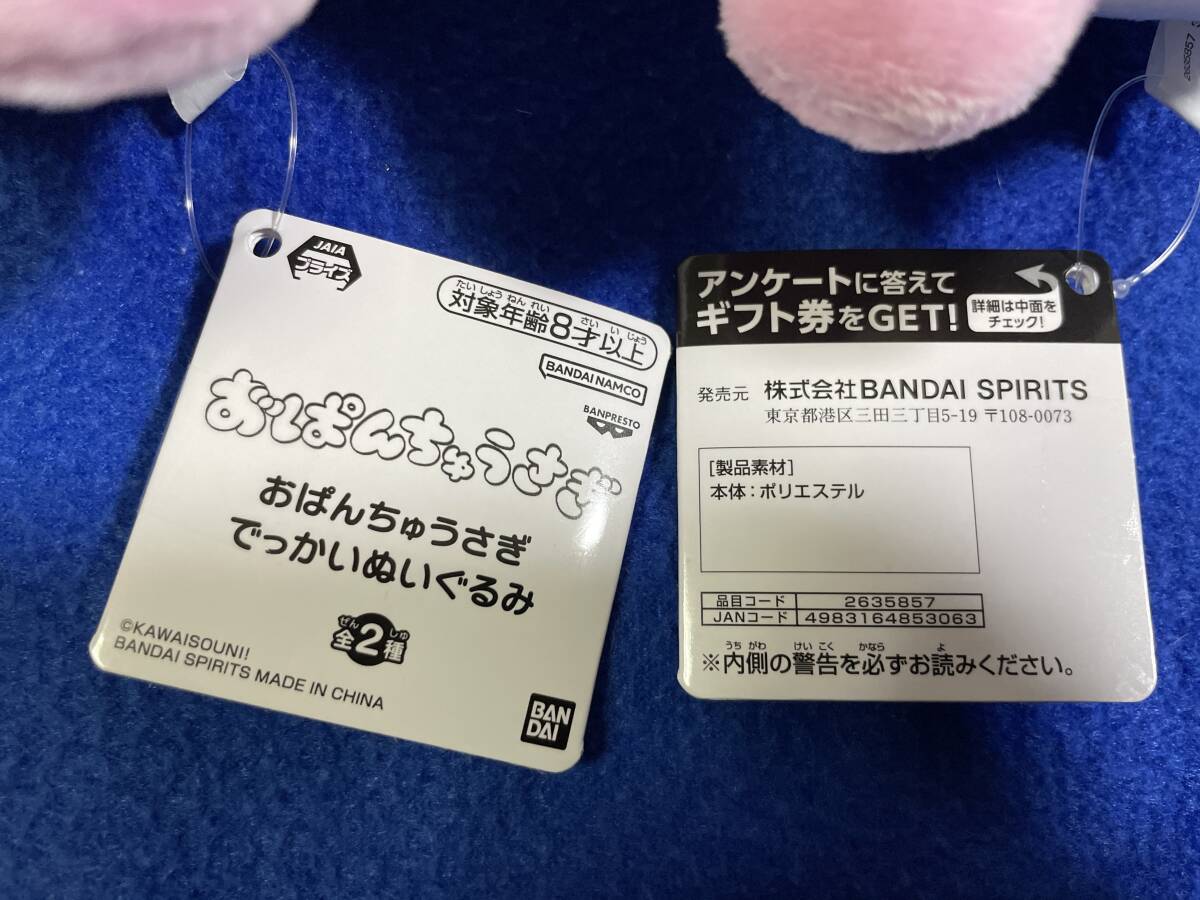 JAIA
プライズ
たいしょうねんれい さいいじょう
対象年齢8才以上
BANDAI NAMCO
BANPRESTO
おぱんちゅうさぎ
おぱんちゅうさぎ
でっかいぬいぐるみ
ぜん しゅ
全2種
©KAWAISOUNI!
BANDAI SPIRITS MADE IN CHINA
BAN
DAI
アンケートに答えて
ギフト券をGET!
詳細は中面を
チェック!
発売元 株式会社BANDAI SPIRITS
東京都港区三田三丁目5-19 〒108-0073
[製品素材]
本体:ポリエステル
品目コード 2635857
JANコード 4983164853063
うちがわ けいこく かなら よ
※内側の警告を必ずお読みください。